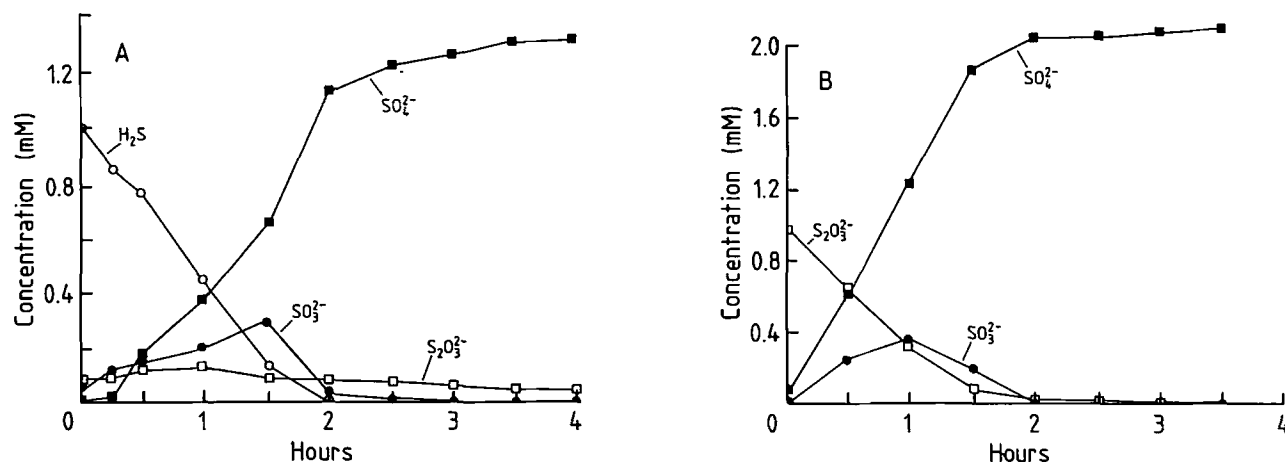 A
Concentration (mM)
1.2
0.8
0.4
0
H₂S
SO₄²⁻
SO₃²⁻
S₂O₃²⁻
0 1 2 3 4
Hours
B
Concentration (mM)
2.0
1.6
1.2
0.8
0.4
SO₄²⁻
S₂O₃²⁻
SO₃²⁻
0 1 2 3 4
Hours